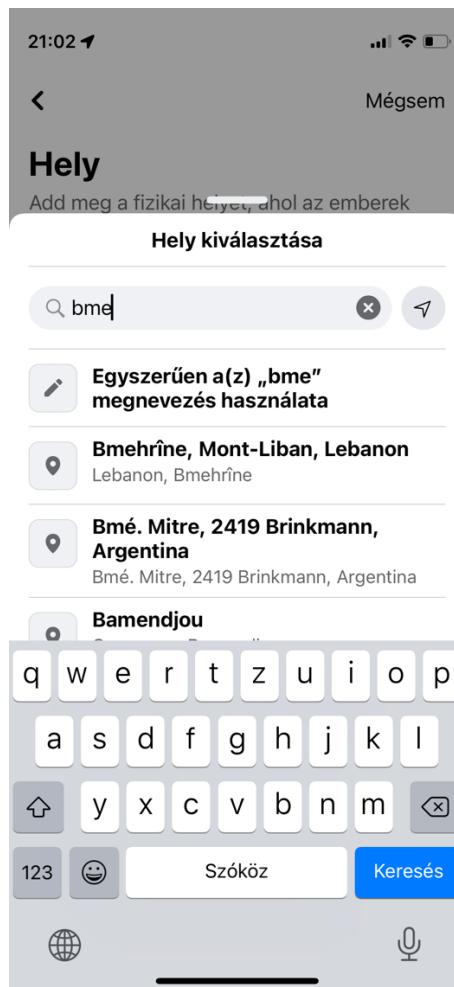 21:02
Mégsem
Hely
Add meg a fizikai helyet, ahol az emberek
Hely kiválasztása
bme
Egyszerűen a(z) „bme”
megnevezés használata
Bmehrîne, Mont-Liban, Lebanon
Lebanon, Bmehrîne
Bmé. Mitre, 2419 Brinkmann,
Argentina
Bmé. Mitre, 2419 Brinkmann, Argentina
Bamendjou
q w e r t z u i o p
a s d f g h j k l
y x c v b n m
123 Szóköz Keresés